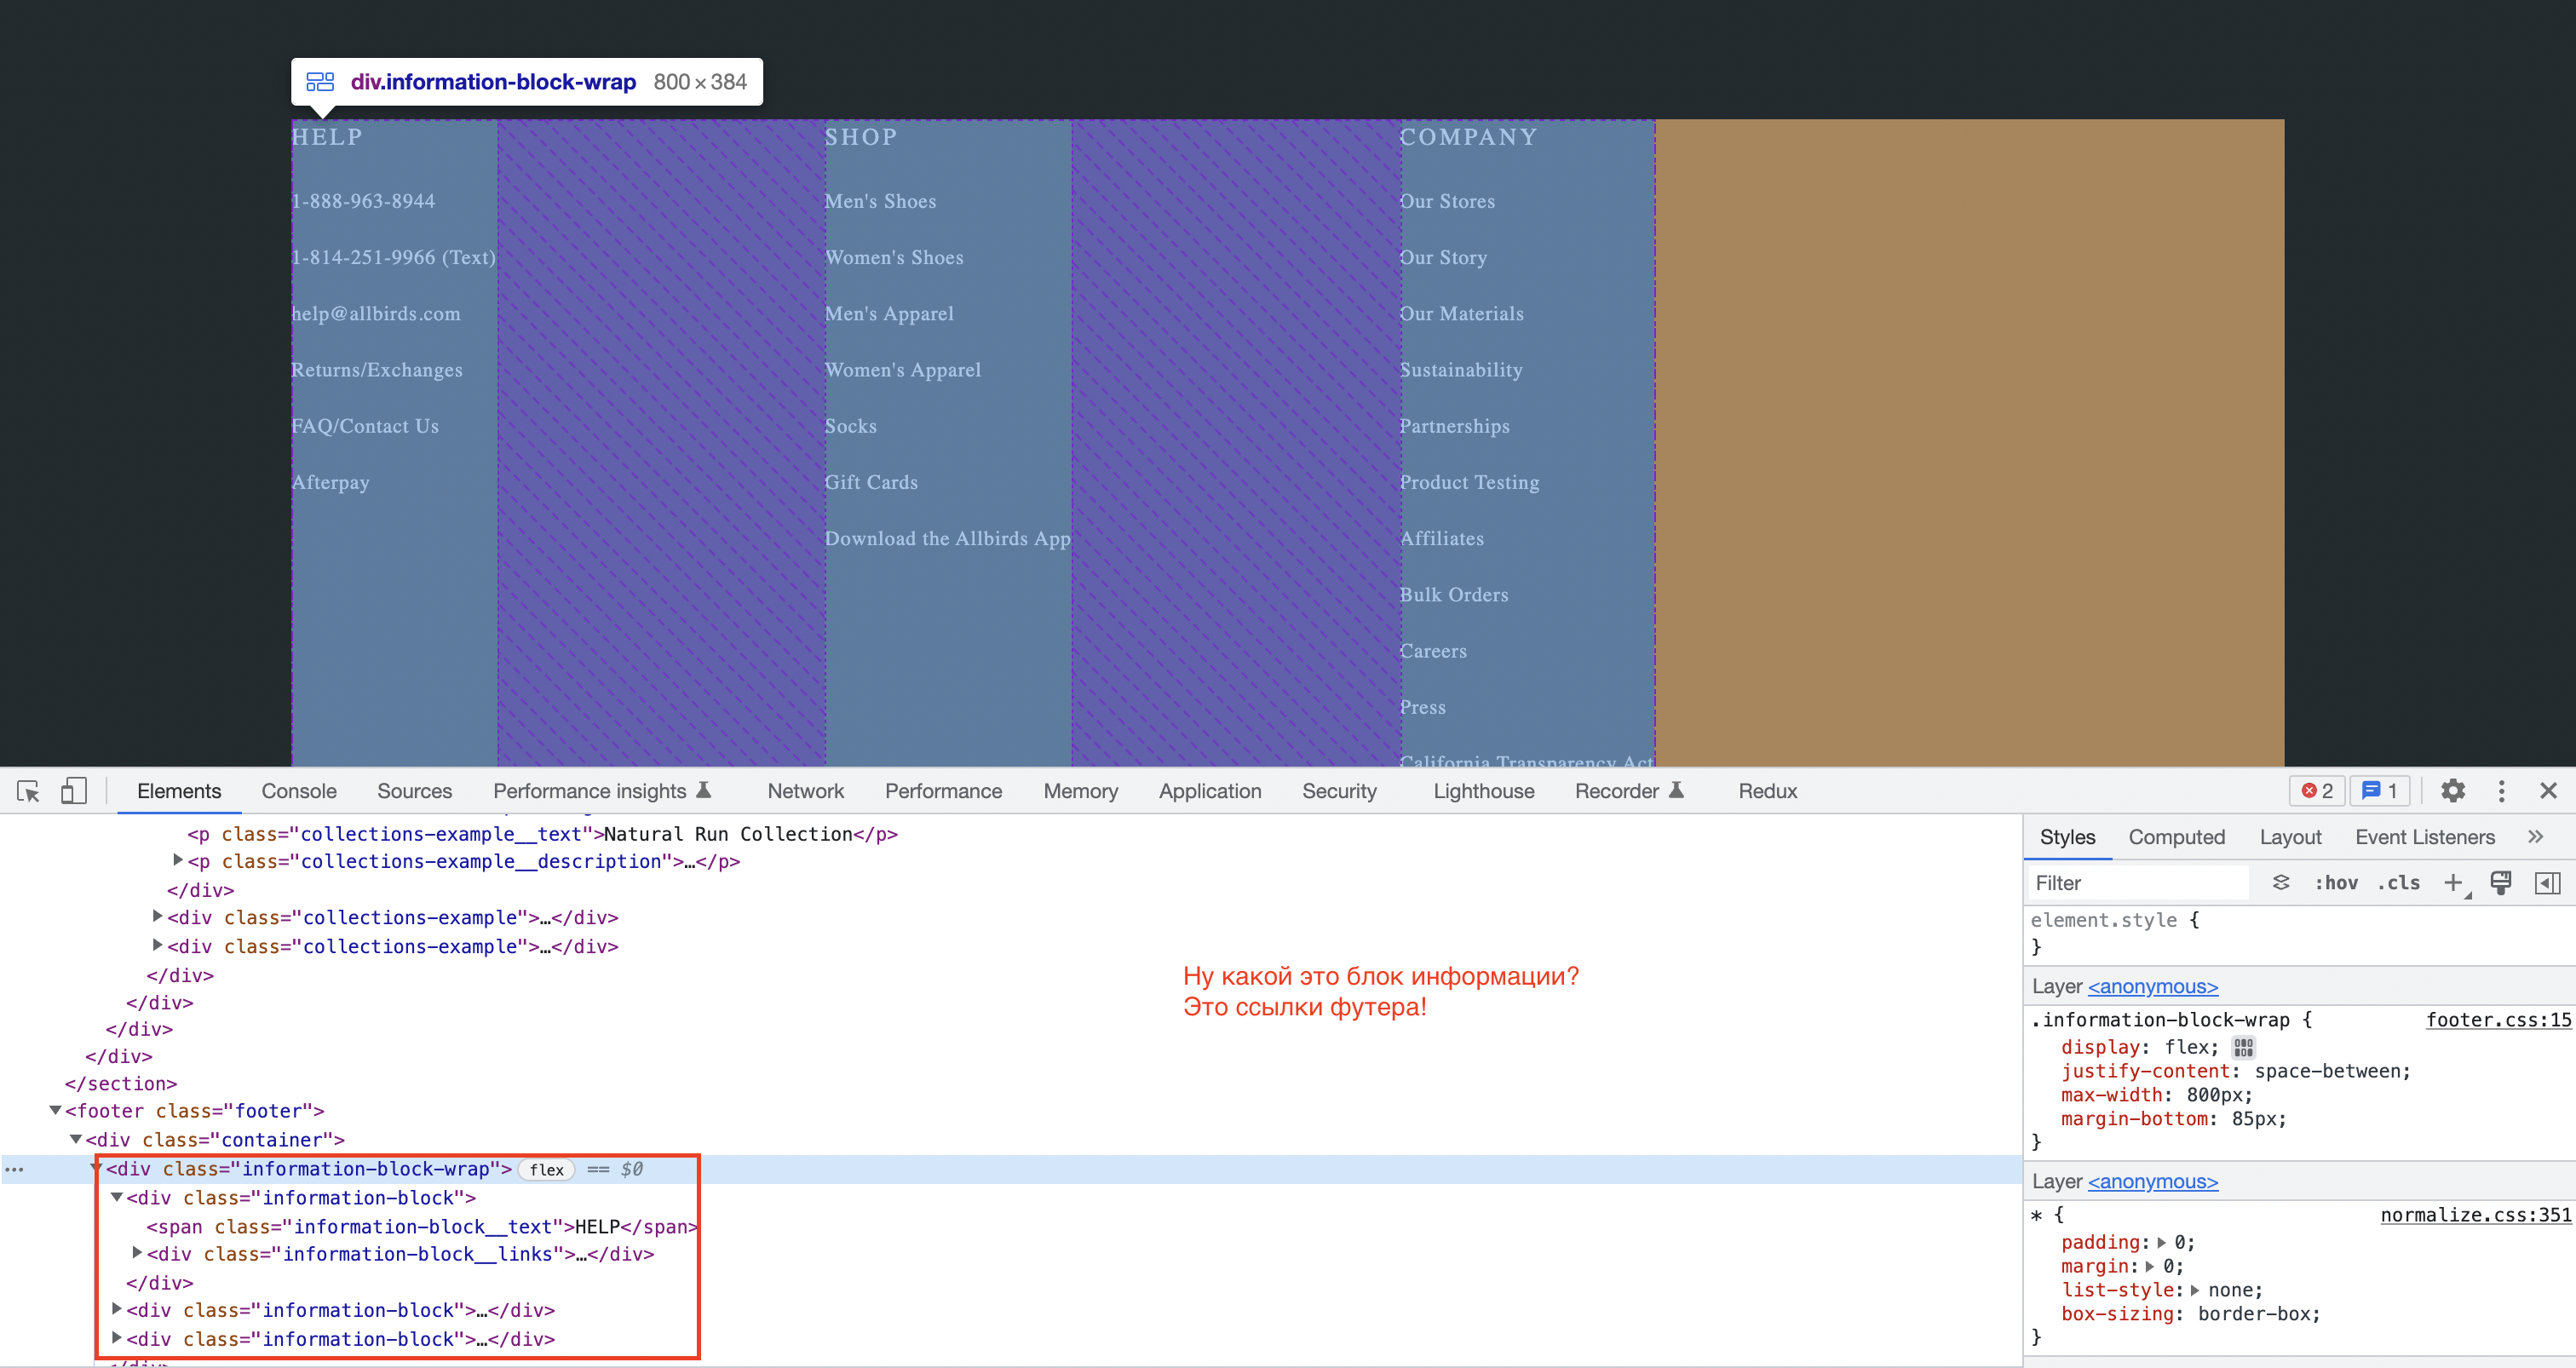 div.information-block-wrap 800×384
HELP
1-888-963-8944
1-814-251-9966 (Text)
help@allbirds.com
Returns/Exchanges
FAQ/Contact Us
Afterpay
SHOP
Men's Shoes
Women's Shoes
Men's Apparel
Women's Apparel
Socks
Gift Cards
Download the Allbirds App
COMPANY
Our Stores
Our Story
Our Materials
Sustainability
Partnerships
Product Testing
Affiliates
Bulk Orders
Careers
Press
California Transparency Act
Elements Console Sources Performance insights Network Performance Memory Application Security Lighthouse Recorder Redux 2 1
<p class="collections-example__text">Natural Run Collection</p>
<p class="collections-example__description">…</p>
</div>
<div class="collections-example">…</div>
<div class="collections-example">…</div>
</div>
</div>
</div>
</div>
</section>
<footer class="footer">
<div class="container">
<div class="information-block-wrap"> flex == $0
<div class="information-block">
<span class="information-block__text">HELP</span>
<div class="information-block__links">…</div>
</div>
<div class="information-block">…</div>
<div class="information-block">…</div>
</div>
Ну какой это блок информации?
Это ссылки футера!
Styles Computed Layout Event Listeners
Filter :hov .cls
element.style {
}
Layer <anonymous>
.information-block-wrap { footer.css:15
display: flex;
justify-content: space-between;
max-width: 800px;
margin-bottom: 85px;
}
Layer <anonymous>
* { normalize.css:351
padding: 0;
margin: 0;
list-style: none;
box-sizing: border-box;
}